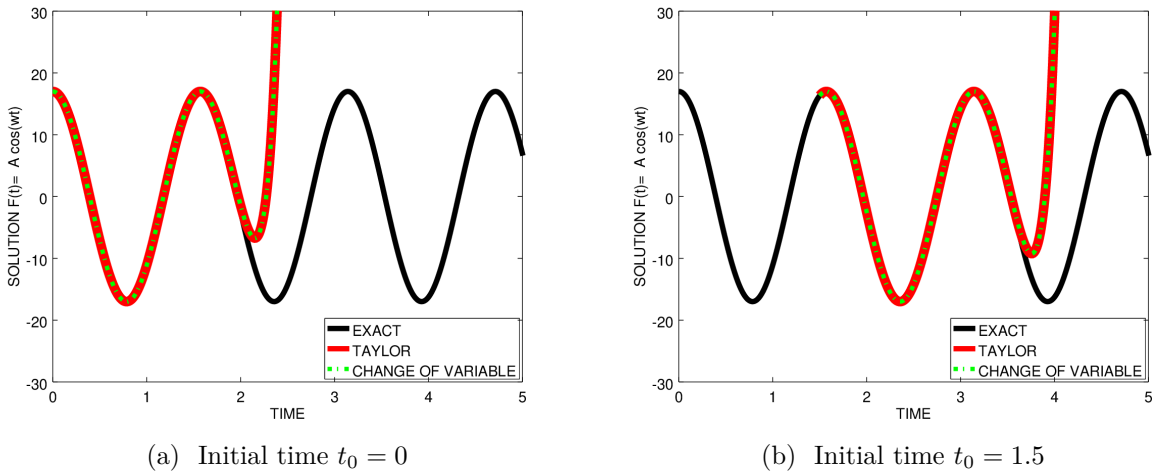 30
20
10
0
-10
-20
-30
0
1
2
3
4
5
SOLUTION F(t)= A cos(wt)
TIME
EXACT
TAYLOR
CHANGE OF VARIABLE
(a) Initial time t₀ = 0
30
20
10
0
-10
-20
-30
0
1
2
3
4
5
SOLUTION F(t)= A cos(wt)
TIME
EXACT
TAYLOR
CHANGE OF VARIABLE
(b) Initial time t₀ = 1.5